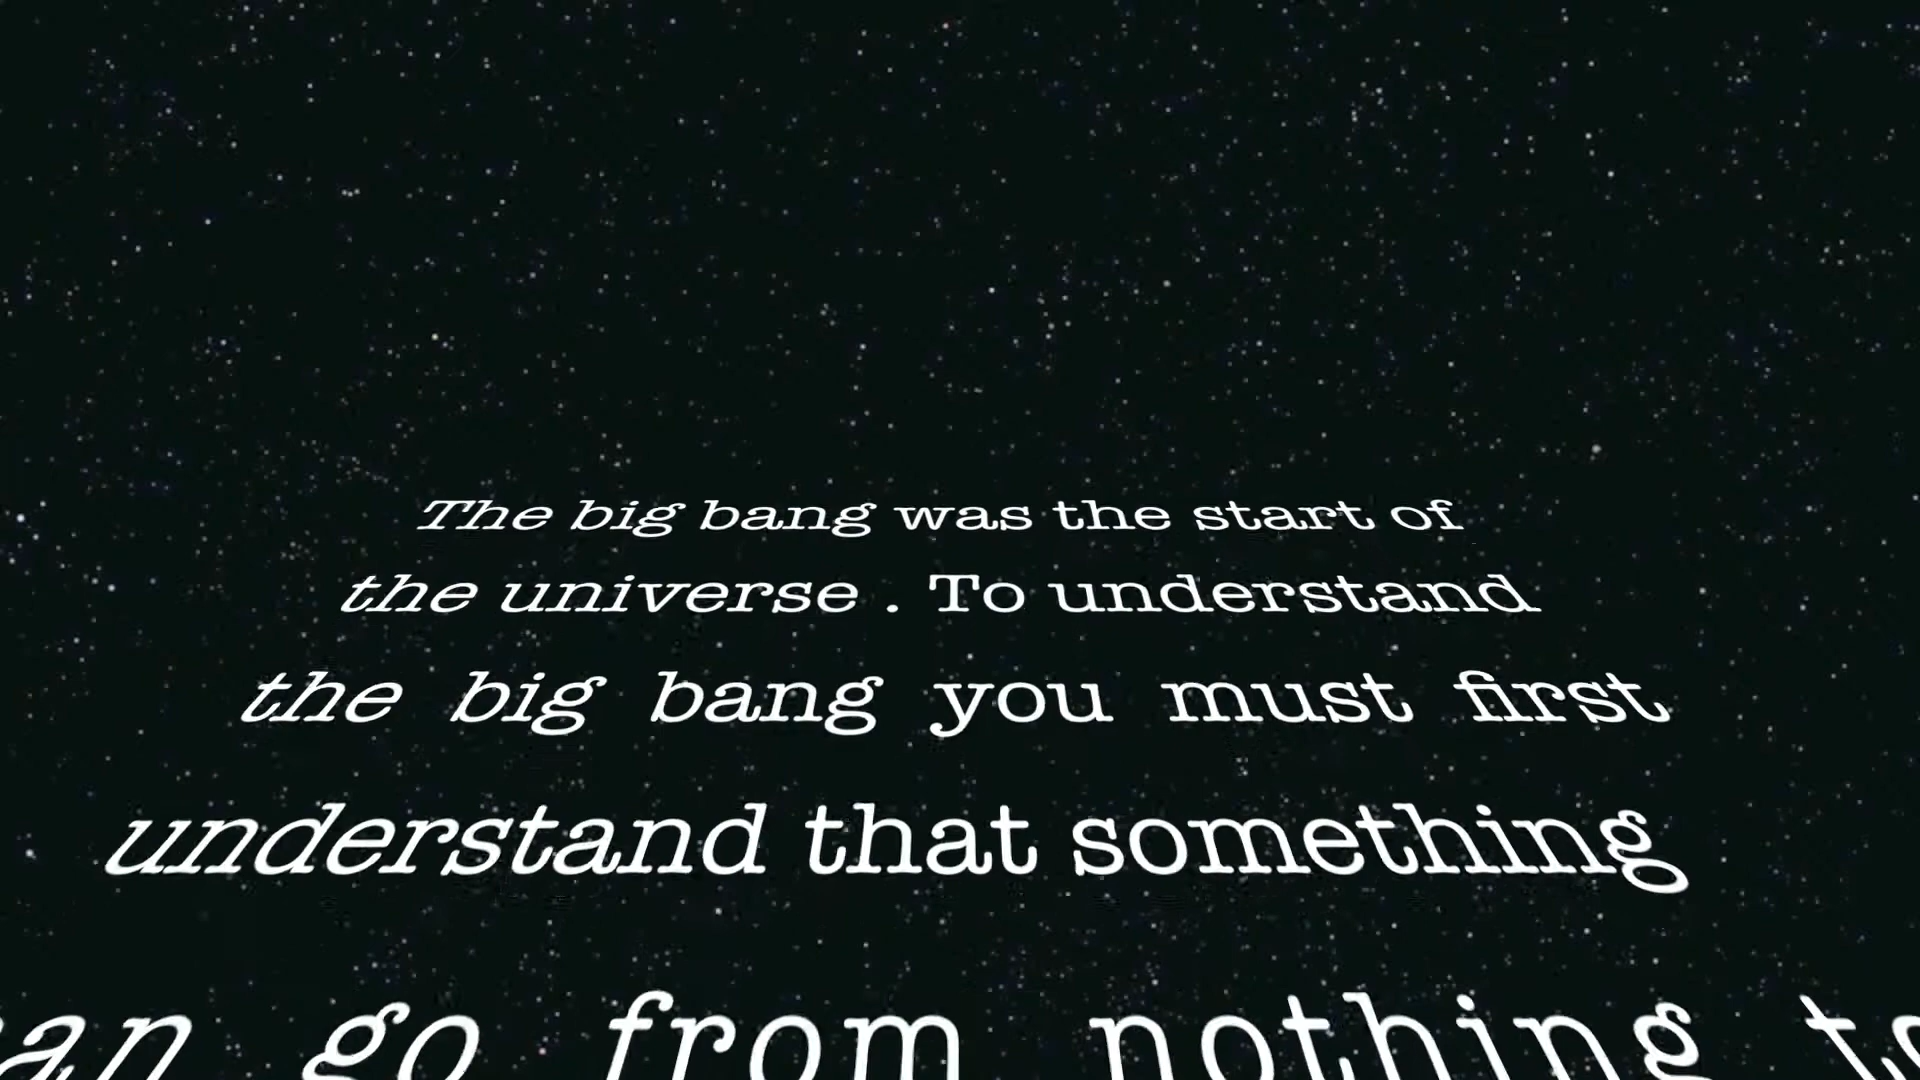 The big bang was the start of
the universe . To understand
the big bang you must first
understand that something
go from nothing